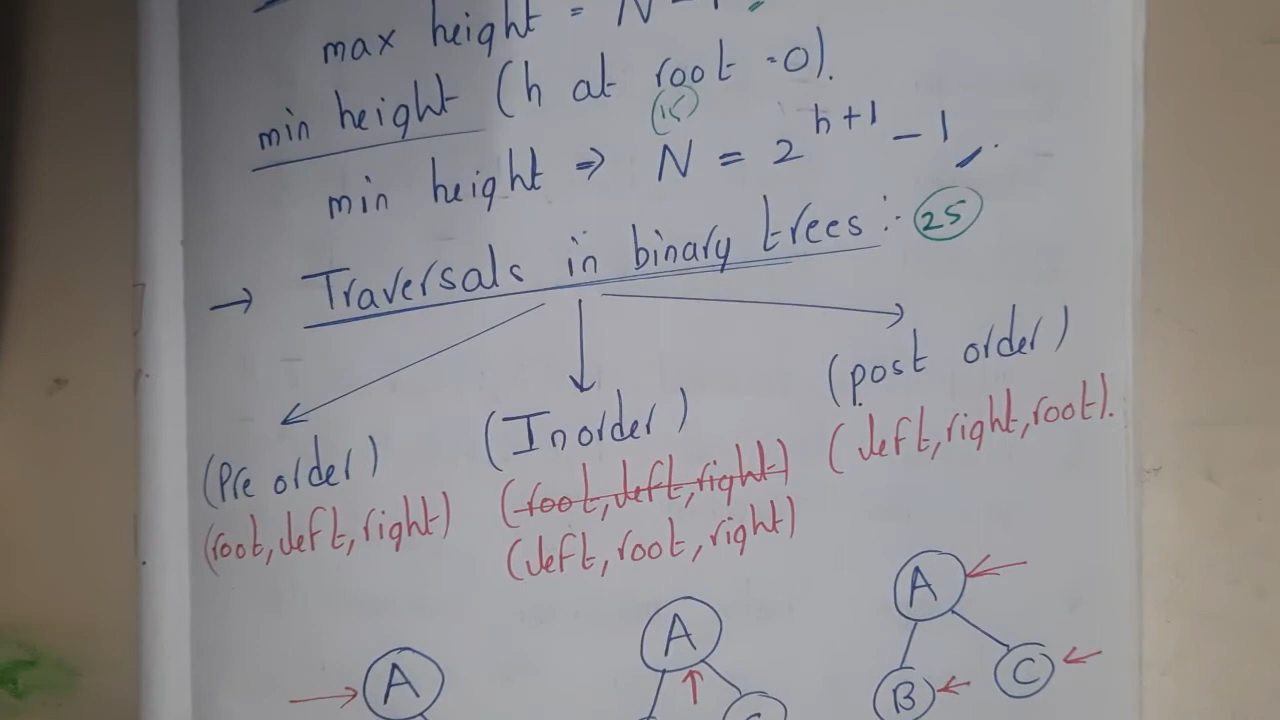 max height = N - 1
min height (h at root = 0).
(15)
min height ⇒ N = 2^(h+1) - 1
→ Traversals in binary trees :- 25
(Pre order) (Inorder) (post order)
(root, left, right) (root, left, right) (left, right, root).
(left, root, right)
A A A
B C
C